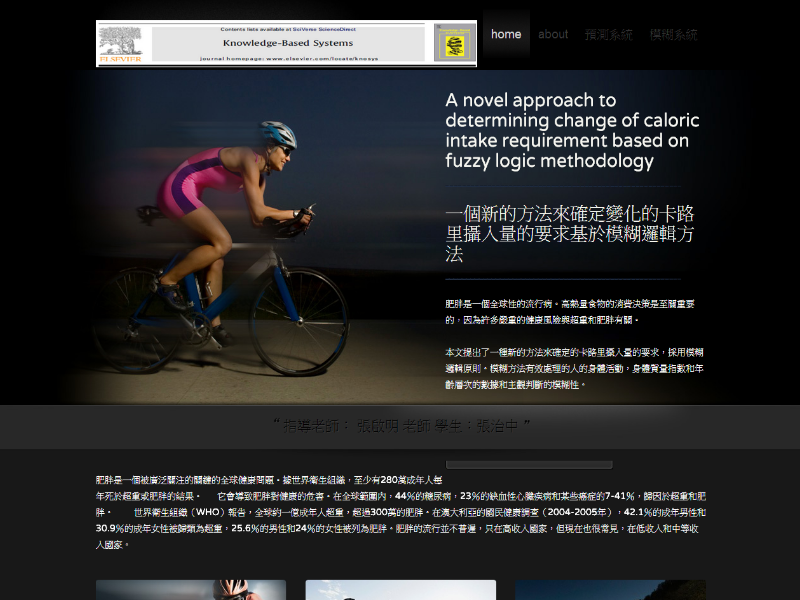 Contents lists available at SciVerse ScienceDirect
Knowledge-Based Systems
journal homepage: www.elsevier.com/locate/knosys
ELSEVIER
home about 預測系統 模糊系統
A novel approach to
determining change of caloric
intake requirement based on
fuzzy logic methodology
一個新的方法來確定變化的卡路
里攝入量的要求基於模糊邏輯方
法
肥胖是一個全球性的流行病。高熱量食物的消費決策是至關重要
的，因為許多嚴重的健康風險與超重和肥胖有關。
本文提出了一種新的方法來確定的卡路里攝入量的要求，採用模糊
邏輯原則。模糊方法有效處理的人的身體活動，身體質量指數和年
齡層次的數據和主觀判斷的模糊性。
“ 指導老師： 張啟明 老師 學生：張治中 ”
肥胖是一個被廣泛關注的關鍵的全球健康問題。據世界衛生組織，至少有280萬成年人每
年死於超重或肥胖的結果。 它會導致肥胖對健康的危害。在全球範圍內，44%的糖尿病，23%的缺血性心臟疾病和某些癌症的7-41%，歸因於超重和肥
胖。 世界衛生組織（WHO）報告，全球約一億成年人超重，超過300萬的肥胖。在澳大利亞的國民健康調查（2004-2005年），42.1%的成年男性和
30.9%的成年女性被歸類為超重，25.6%的男性和24%的女性被列為肥胖。肥胖的流行並不普遍，只在高收入國家，但現在也很常見，在低收入和中等收
入國家。